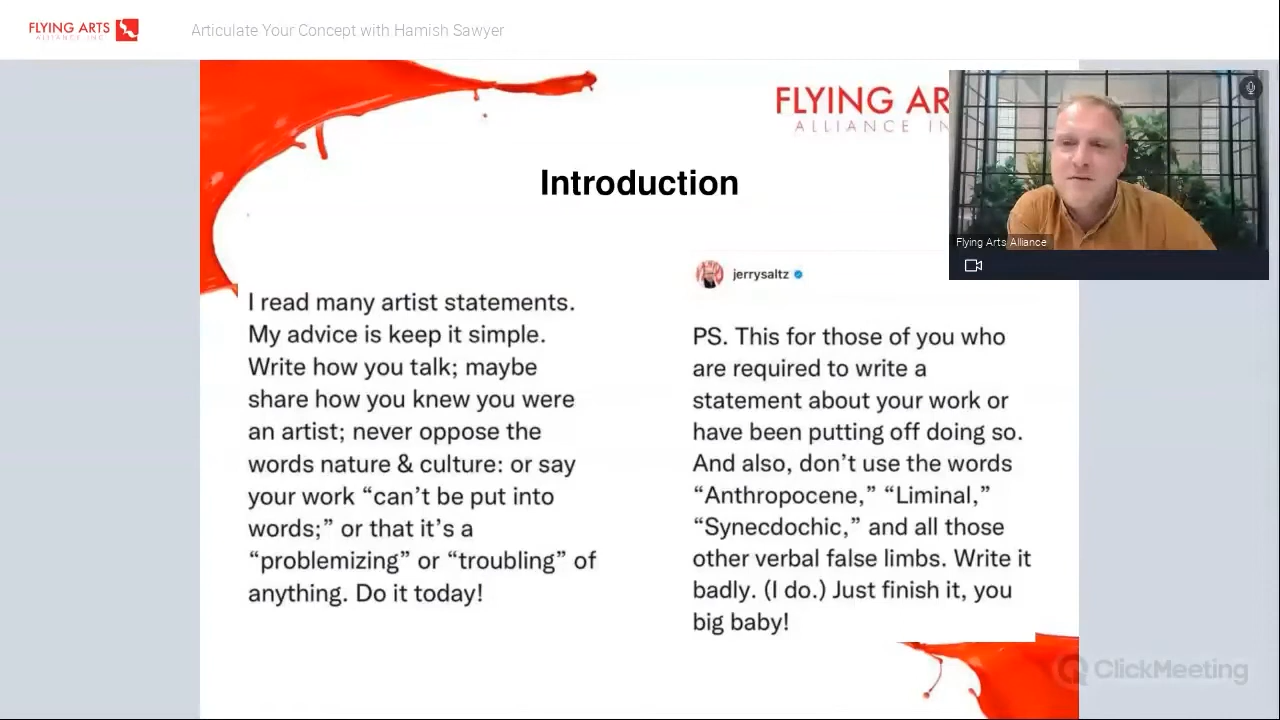 FLYING ARTS
ALLIANCE INC
Articulate Your Concept with Hamish Sawyer
FLYING AR
ALLIANCE IN
Introduction
Flying Arts Alliance
I read many artist statements.
My advice is keep it simple.
Write how you talk; maybe
share how you knew you were
an artist; never oppose the
words nature & culture: or say
your work “can’t be put into
words;” or that it’s a
“problemizing” or “troubling” of
anything. Do it today!
jerrysaltz
PS. This for those of you who
are required to write a
statement about your work or
have been putting off doing so.
And also, don’t use the words
“Anthropocene,” “Liminal,”
“Synecdochic,” and all those
other verbal false limbs. Write it
badly. (I do.) Just finish it, you
big baby!
ClickMeeting